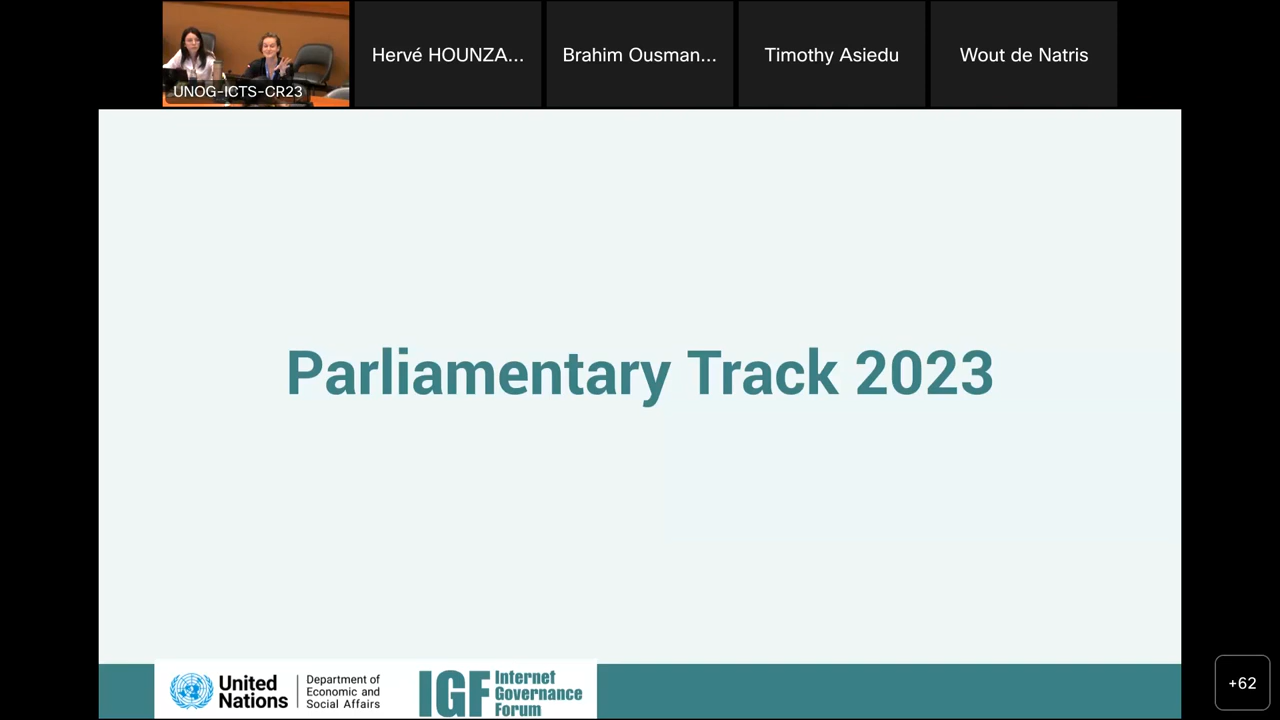 UNOG-ICTS-CR23
Hervé HOUNZA...
Brahim Ousman...
Timothy Asiedu
Wout de Natris
Parliamentary Track 2023
United
Nations
Department of
Economic and
Social Affairs
IGF
Internet
Governance
Forum
+62